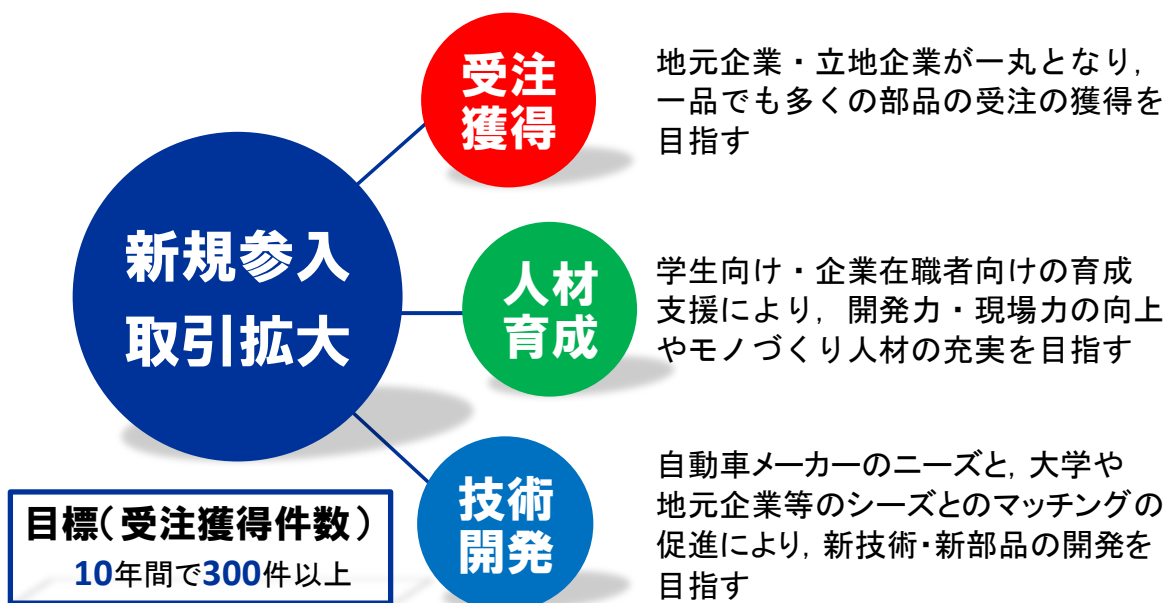 新規参入
取引拡大
受注
獲得
地元企業・立地企業が一丸となり,
一品でも多くの部品の受注の獲得を
目指す
人材
育成
学生向け・企業在職者向けの育成
支援により, 開発力・現場力の向上
やモノづくり人材の充実を目指す
技術
開発
自動車メーカーのニーズと, 大学や
地元企業等のシーズとのマッチングの
促進により, 新技術・新部品の開発を
目指す
目標(受注獲得件数)
10年間で300件以上